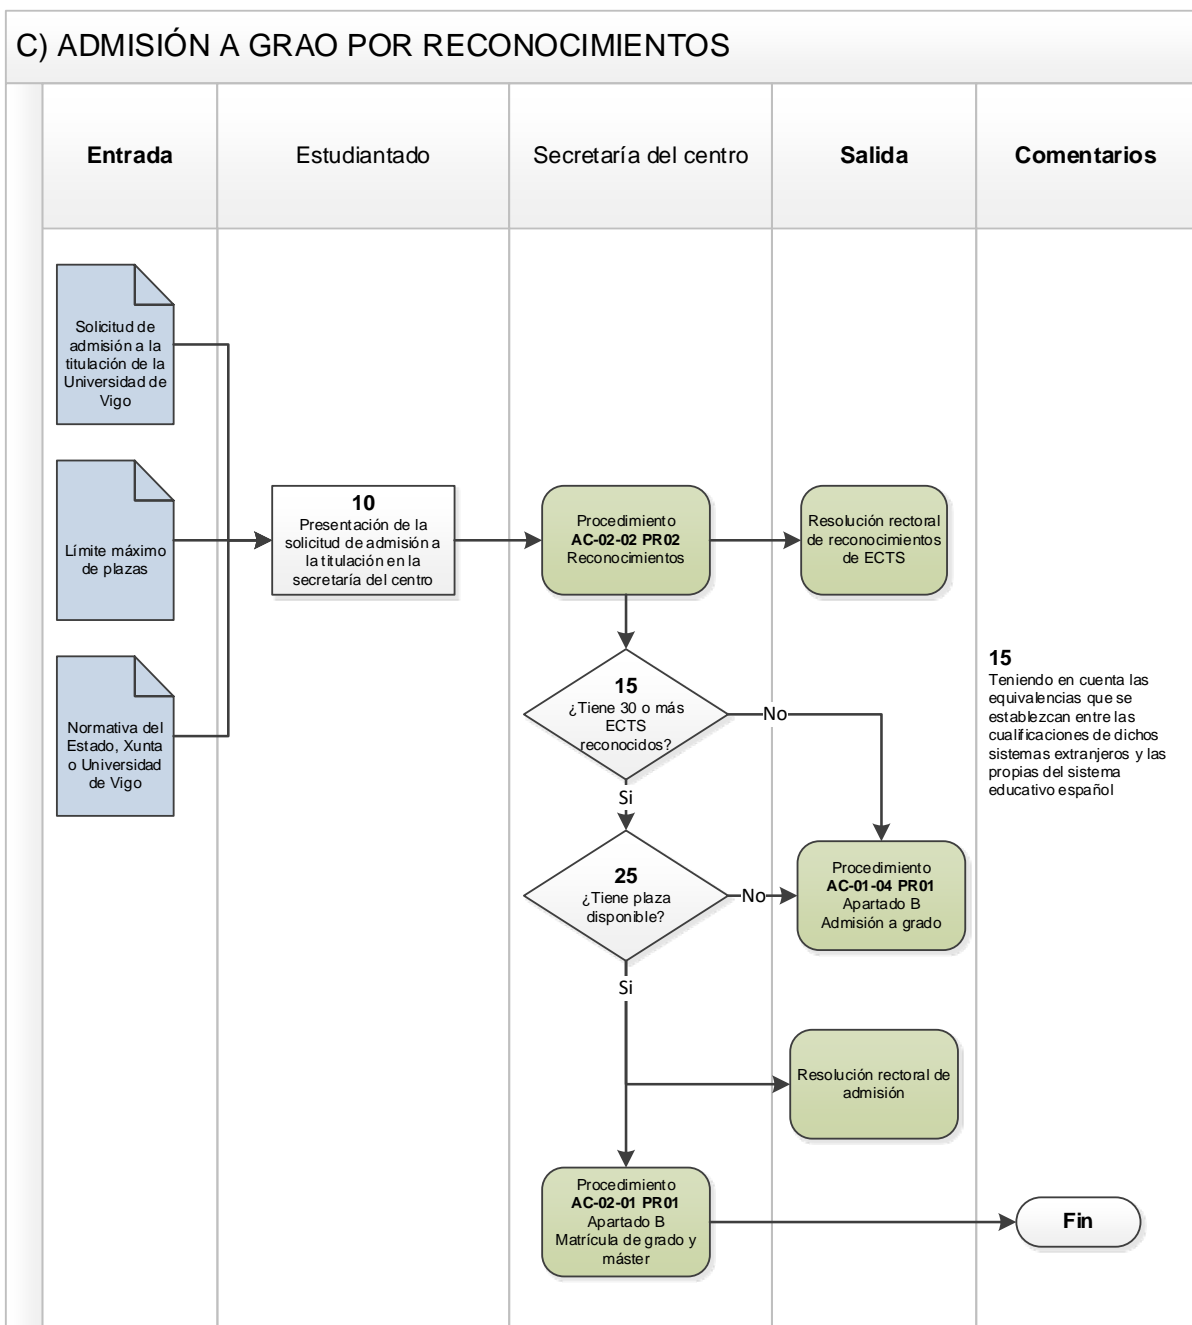 C) ADMISIÓN A GRAO POR RECONOCIMIENTOS
Entrada
Estudiantado
Secretaría del centro
Salida
Comentarios
Solicitud de
admisión a la
titulación de la
Universidad de
Vigo
Límite máximo
de plazas
Normativa del
Estado, Xunta
o Universidad
de Vigo
10
Presentación de la
solicitud de admisión a
la titulación en la
secretaría del centro
Procedimiento
AC-02-02 PR02
Reconocimientos
Resolución rectoral
de reconocimientos
de ECTS
15
¿Tiene 30 o más
ECTS
reconocidos?
No
Si
15
Teniendo en cuenta las
equivalencias que se
establezcan entre las
cualificaciones de dichos
sistemas extranjeros y las
propias del sistema
educativo español
25
¿Tiene plaza
disponible?
No
Si
Procedimiento
AC-01-04 PR01
Apartado B
Admisión a grado
Resolución rectoral de
admisión
Procedimiento
AC-02-01 PR01
Apartado B
Matrícula de grado y
máster
Fin